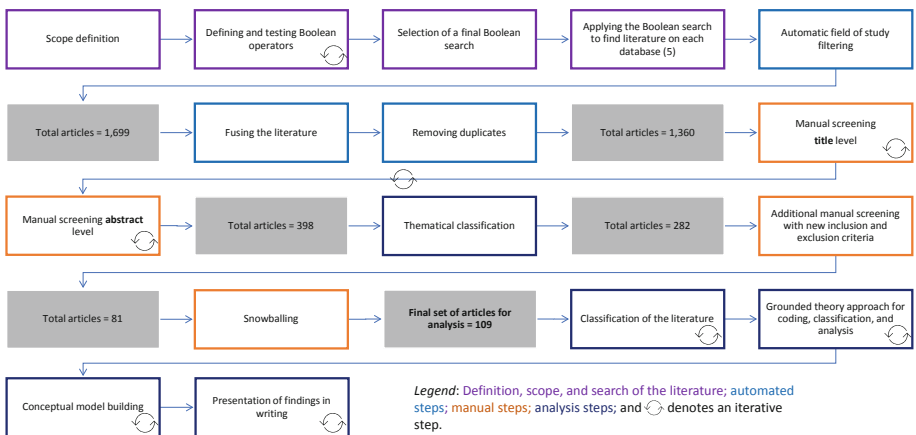 Scope definition
Defining and testing Boolean
operators
Selection of a final Boolean
search
Applying the Boolean search
to find literature on each
database (5)
Automatic field of study
filtering
Total articles = 1,699
Fusing the literature
Removing duplicates
Total articles = 1,360
Manual screening
title level
Manual screening abstract
level
Total articles = 398
Thematical classification
Total articles = 282
Additional manual screening
with new inclusion and
exclusion criteria
Total articles = 81
Snowballing
Final set of articles for
analysis = 109
Classification of the literature
Grounded theory approach for
coding, classification, and
analysis
Conceptual model building
Presentation of findings in
writing
Legend: Definition, scope, and search of the literature; automated
steps; manual steps; analysis steps; and denotes an iterative
step.